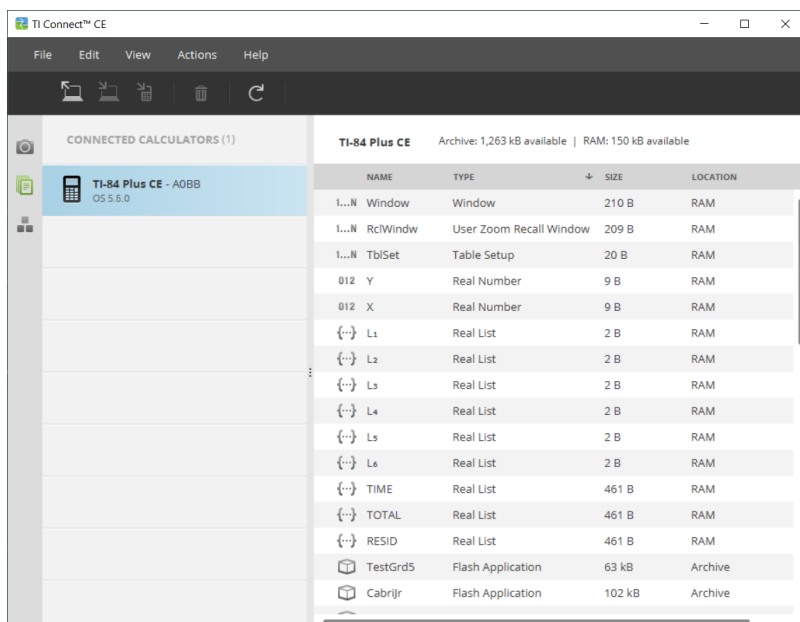 TI Connect™ CE
File Edit View Actions Help
CONNECTED CALCULATORS (1)
TI-84 Plus CE - A0BB
OS 5.6.0
TI-84 Plus CE Archive: 1,263 kB available | RAM: 150 kB available
NAME TYPE SIZE LOCATION
1...N Window Window 210 B RAM
1...N RclWindw User Zoom Recall Window 209 B RAM
1...N TblSet Table Setup 20 B RAM
012 Y Real Number 9 B RAM
012 X Real Number 9 B RAM
{...} L₁ Real List 2 B RAM
{...} L₂ Real List 2 B RAM
{...} L₃ Real List 2 B RAM
{...} L₄ Real List 2 B RAM
{...} L₅ Real List 2 B RAM
{...} L₆ Real List 2 B RAM
{...} TIME Real List 461 B RAM
{...} TOTAL Real List 461 B RAM
{...} RESID Real List 461 B RAM
TestGrd5 Flash Application 63 kB Archive
CabriJr Flash Application 102 kB Archive